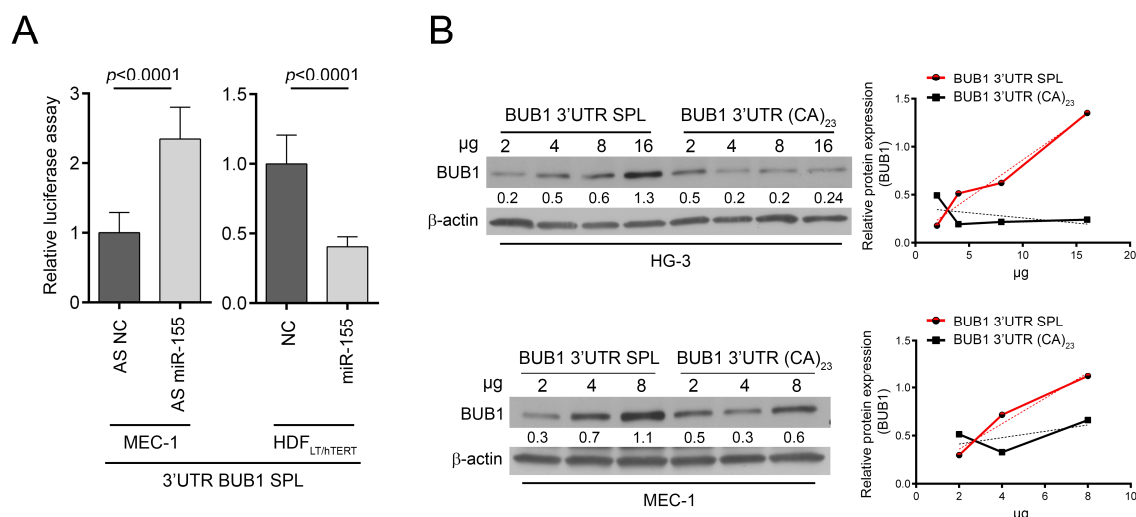 A
B
p<0.0001
p<0.0001
Relative luciferase assay
3
2
1
0
1.5
1.0
0.5
0.0
AS NC
AS miR-155
NC
miR-155
MEC-1
HDF LT/hTERT
3'UTR BUB1 SPL
BUB1 3'UTR SPL
BUB1 3'UTR (CA)23
µg
2 4 8 16 2 4 8 16
BUB1
0.2 0.5 0.6 1.3 0.5 0.2 0.2 0.24
β-actin
HG-3
BUB1 3'UTR SPL
BUB1 3'UTR (CA)23
Relative protein expression
(BUB1)
1.5
1.0
0.5
0.0
0 5 10 15 20
µg
BUB1 3'UTR SPL
BUB1 3'UTR (CA)23
µg
2 4 8 2 4 8
BUB1
0.3 0.7 1.1 0.5 0.3 0.6
β-actin
MEC-1
BUB1 3'UTR SPL
BUB1 3'UTR (CA)23
Relative protein expression
(BUB1)
1.5
1.0
0.5
0.0
0 2 4 6 8 10
µg